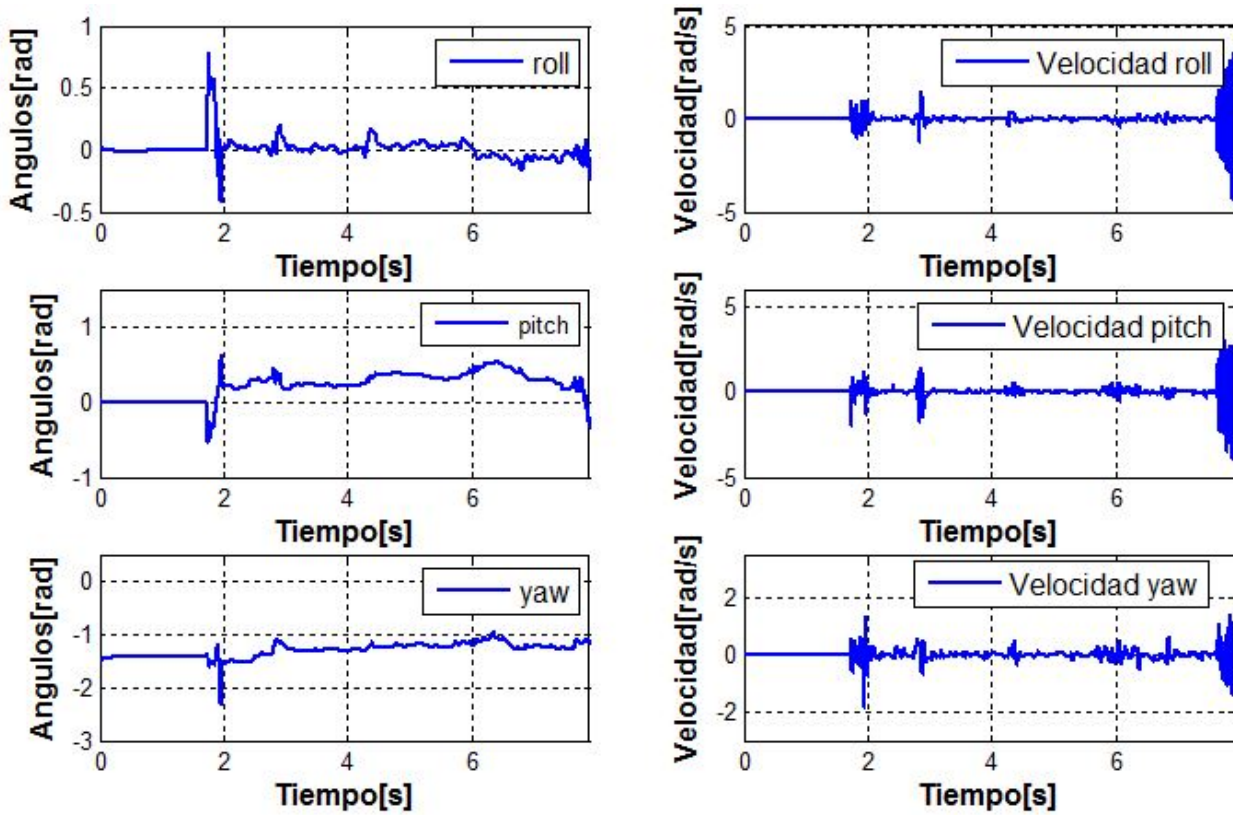 1
0.5
0
-0.5
Angulos[rad]
roll
0 2 4 6
Tiempo[s]
5
0
-5
Velocidad[rad/s]
Velocidad roll
0 2 4 6
Tiempo[s]
1
0
-1
Angulos[rad]
pitch
0 2 4 6
Tiempo[s]
5
0
-5
Velocidad[rad/s]
Velocidad pitch
0 2 4 6
Tiempo[s]
0
-1
-2
-3
Angulos[rad]
yaw
0 2 4 6
Tiempo[s]
2
0
-2
Velocidad[rad/s]
Velocidad yaw
0 2 4 6
Tiempo[s]